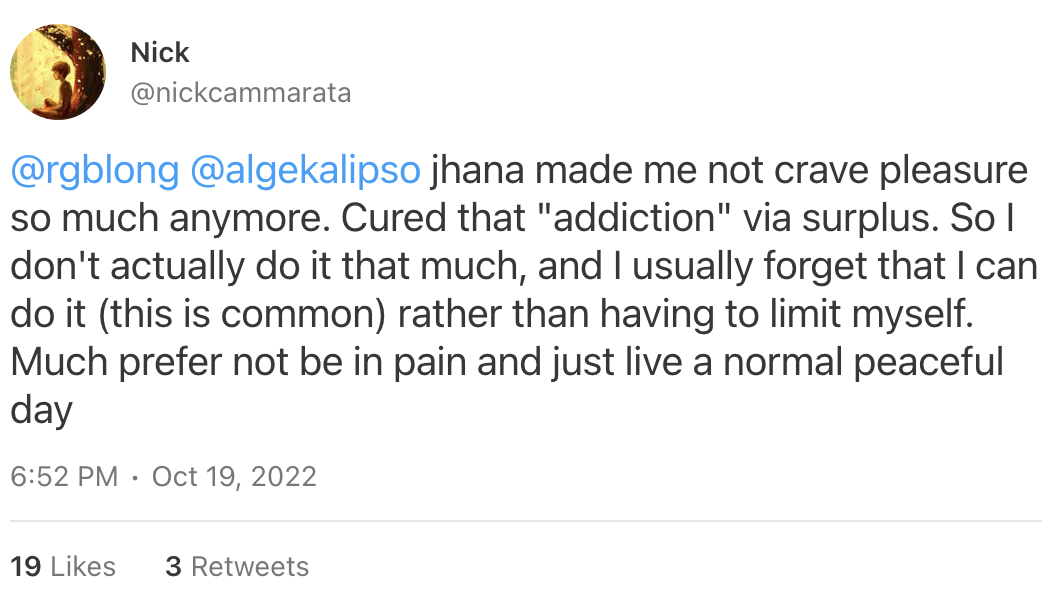 Nick
@nickcammarata
@rgblong @algekalipso jhana made me not crave pleasure
so much anymore. Cured that "addiction" via surplus. So I
don't actually do it that much, and I usually forget that I can
do it (this is common) rather than having to limit myself.
Much prefer not be in pain and just live a normal peaceful
day
6:52 PM · Oct 19, 2022
19 Likes 3 Retweets